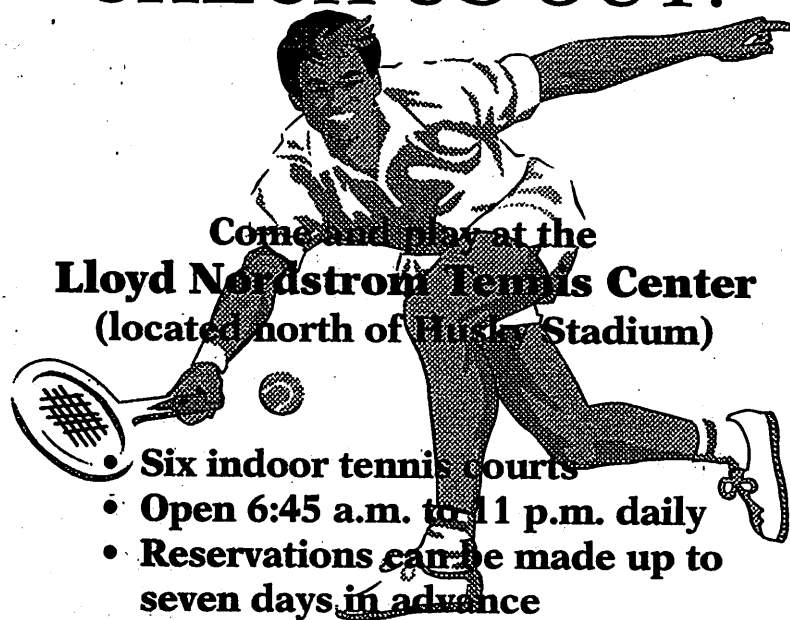 Come and play at the
Lloyd Nordstrom Tennis Center
(located north of Husky Stadium)
• Six indoor tennis courts
• Open 6:45 a.m. to 11 p.m. daily
• Reservations can be made up to
seven days in advance